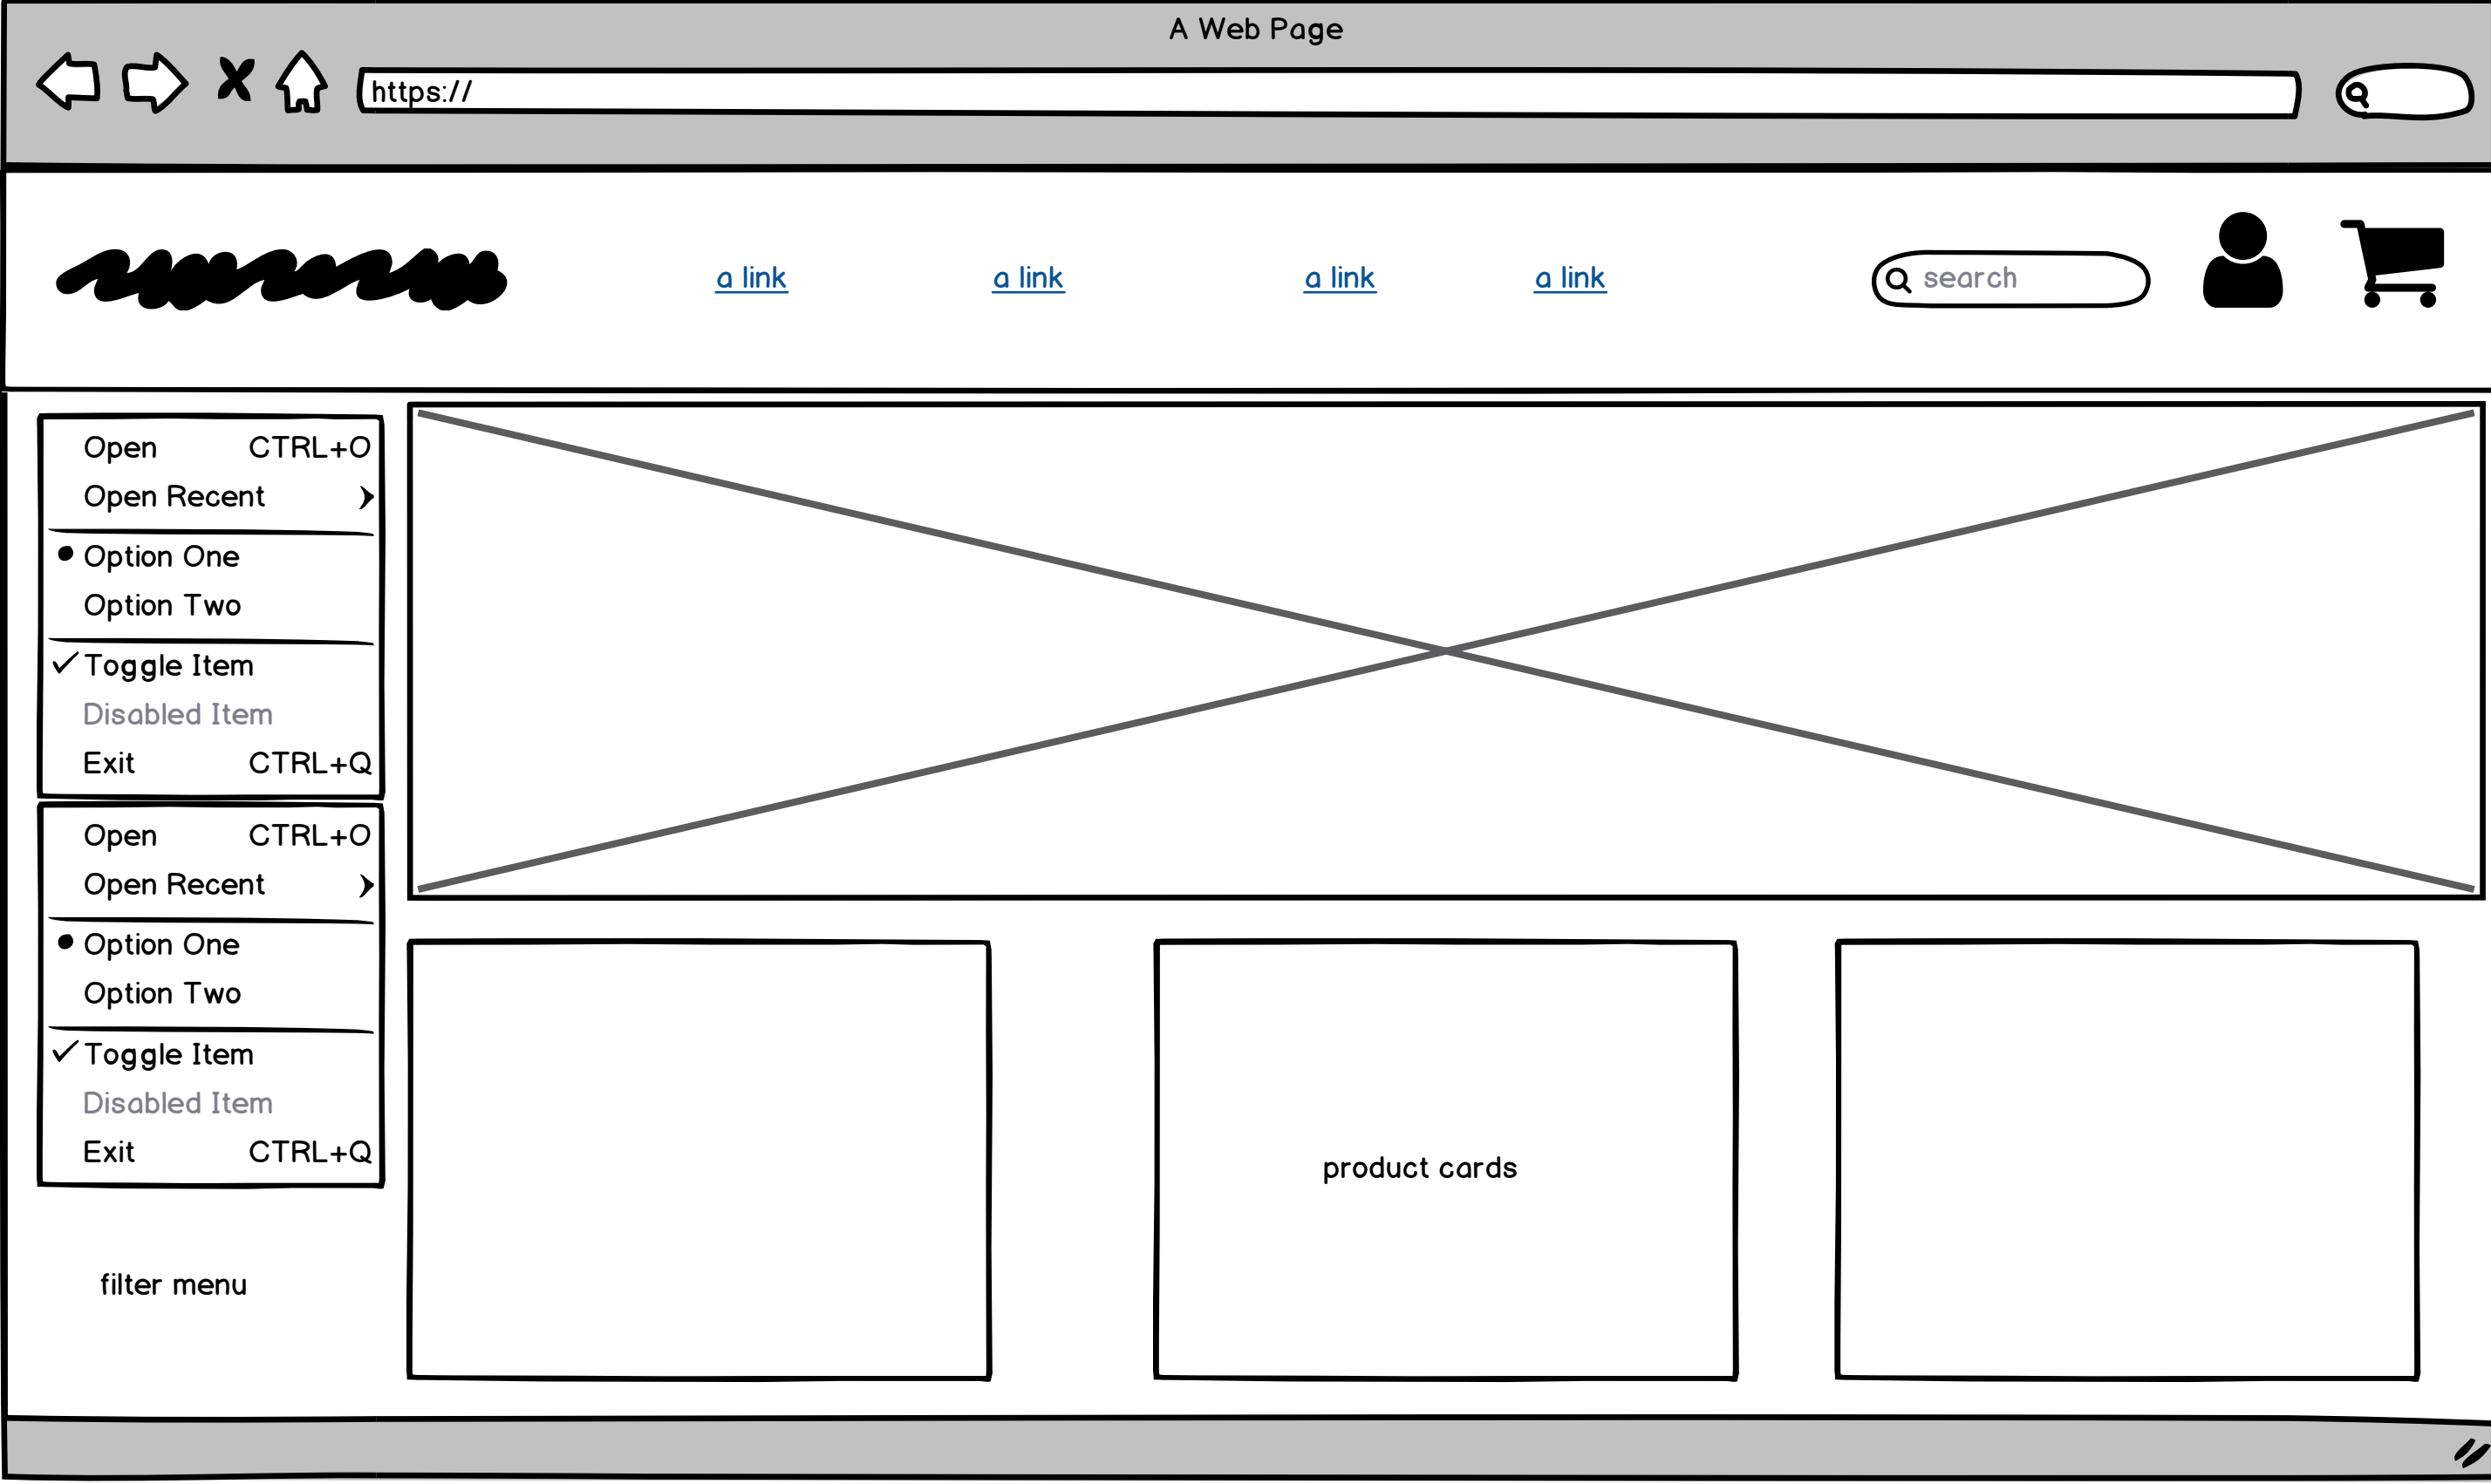 A Web Page
https://
a link a link a link a link search
Open CTRL+O
Open Recent
Option One
Option Two
Toggle Item
Disabled Item
Exit CTRL+Q
Open CTRL+O
Open Recent
Option One
Option Two
Toggle Item
Disabled Item
Exit CTRL+Q
filter menu
product cards